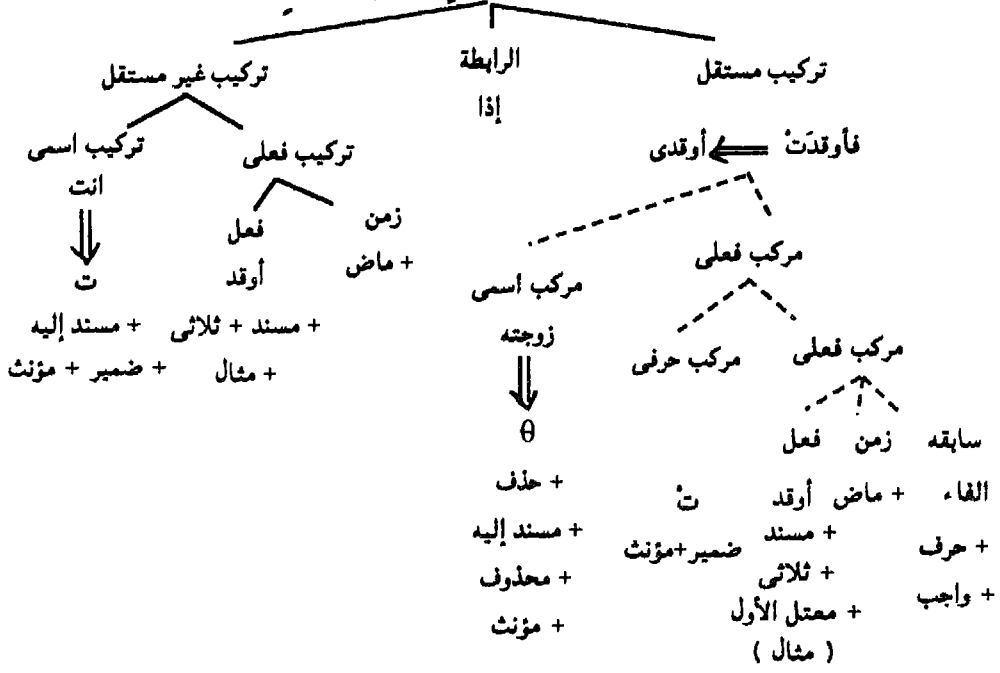 تركيب مستقل
الرابطة
تركيب غير مستقل
إذا
فأوقدَتْ
أوقدى
تركيب فعلى
تركيب اسمى
انت
زمن
فعل
+ ماض
أوقد
ت
+ مسند + ثلاثى
+ مسند إليه
+ مثال
+ ضمير + مؤنث
مركب فعلى
مركب أسمى
زوجته
مركب فعلى
مركب حرفى
θ
سابقه
زمن
فعل
+ حذف
الفاء
+ ماض
أوقد
تْ
+ مسند إليه
+ حرف
+ مسند
ضمير+مؤنث
+ ثلاثى
+ محذوف
+ واجب
+ معتل الأول
+ مؤنث
( مثال )